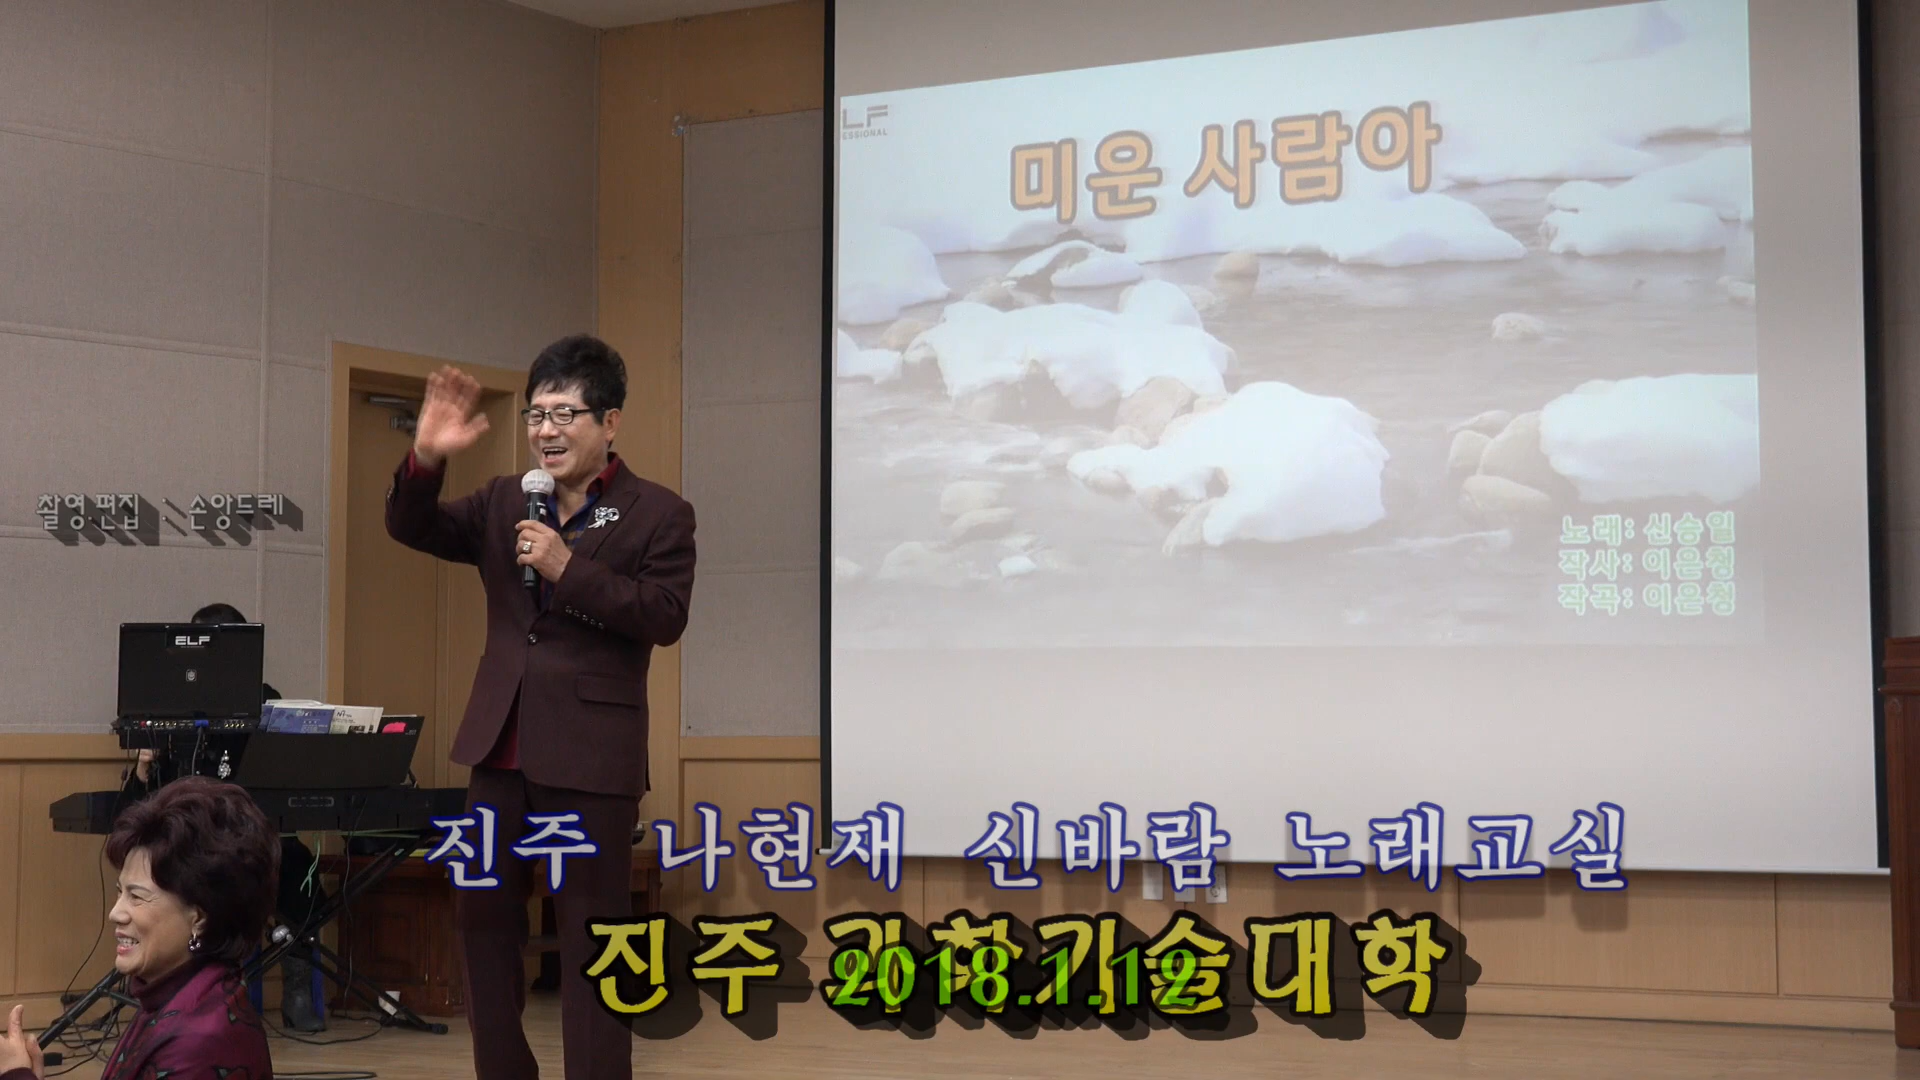 LF
ESSIONAL
미운 사람아
촬영편집 : 손앙드레
노래: 신승일
작사: 이은청
작곡: 이은청
ELF
진주 나현재 신바람 노래교실
진주 과학기술대학
2018.1.12